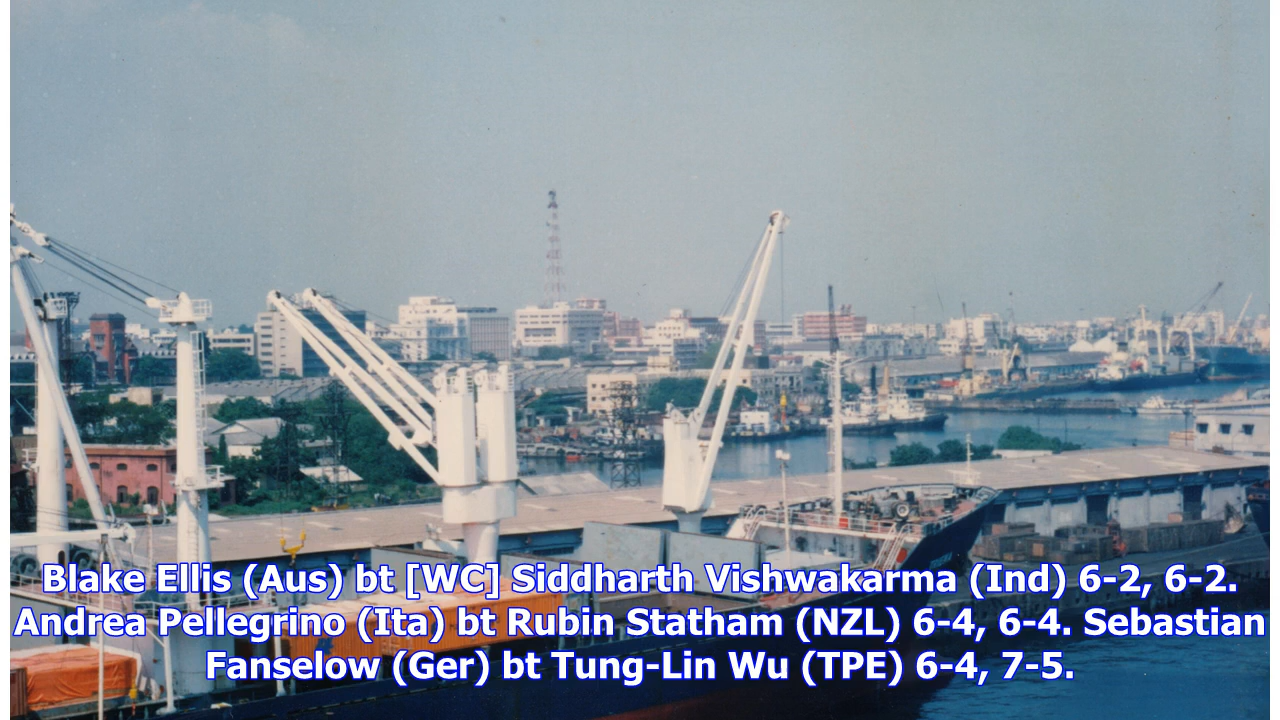 Blake Ellis (Aus) bt [WC] Siddharth Vishwakarma (Ind) 6-2, 6-2.
Andrea Pellegrino (Ita) bt Rubin Statham (NZL) 6-4, 6-4. Sebastian
Fanselow (Ger) bt Tung-Lin Wu (TPE) 6-4, 7-5.